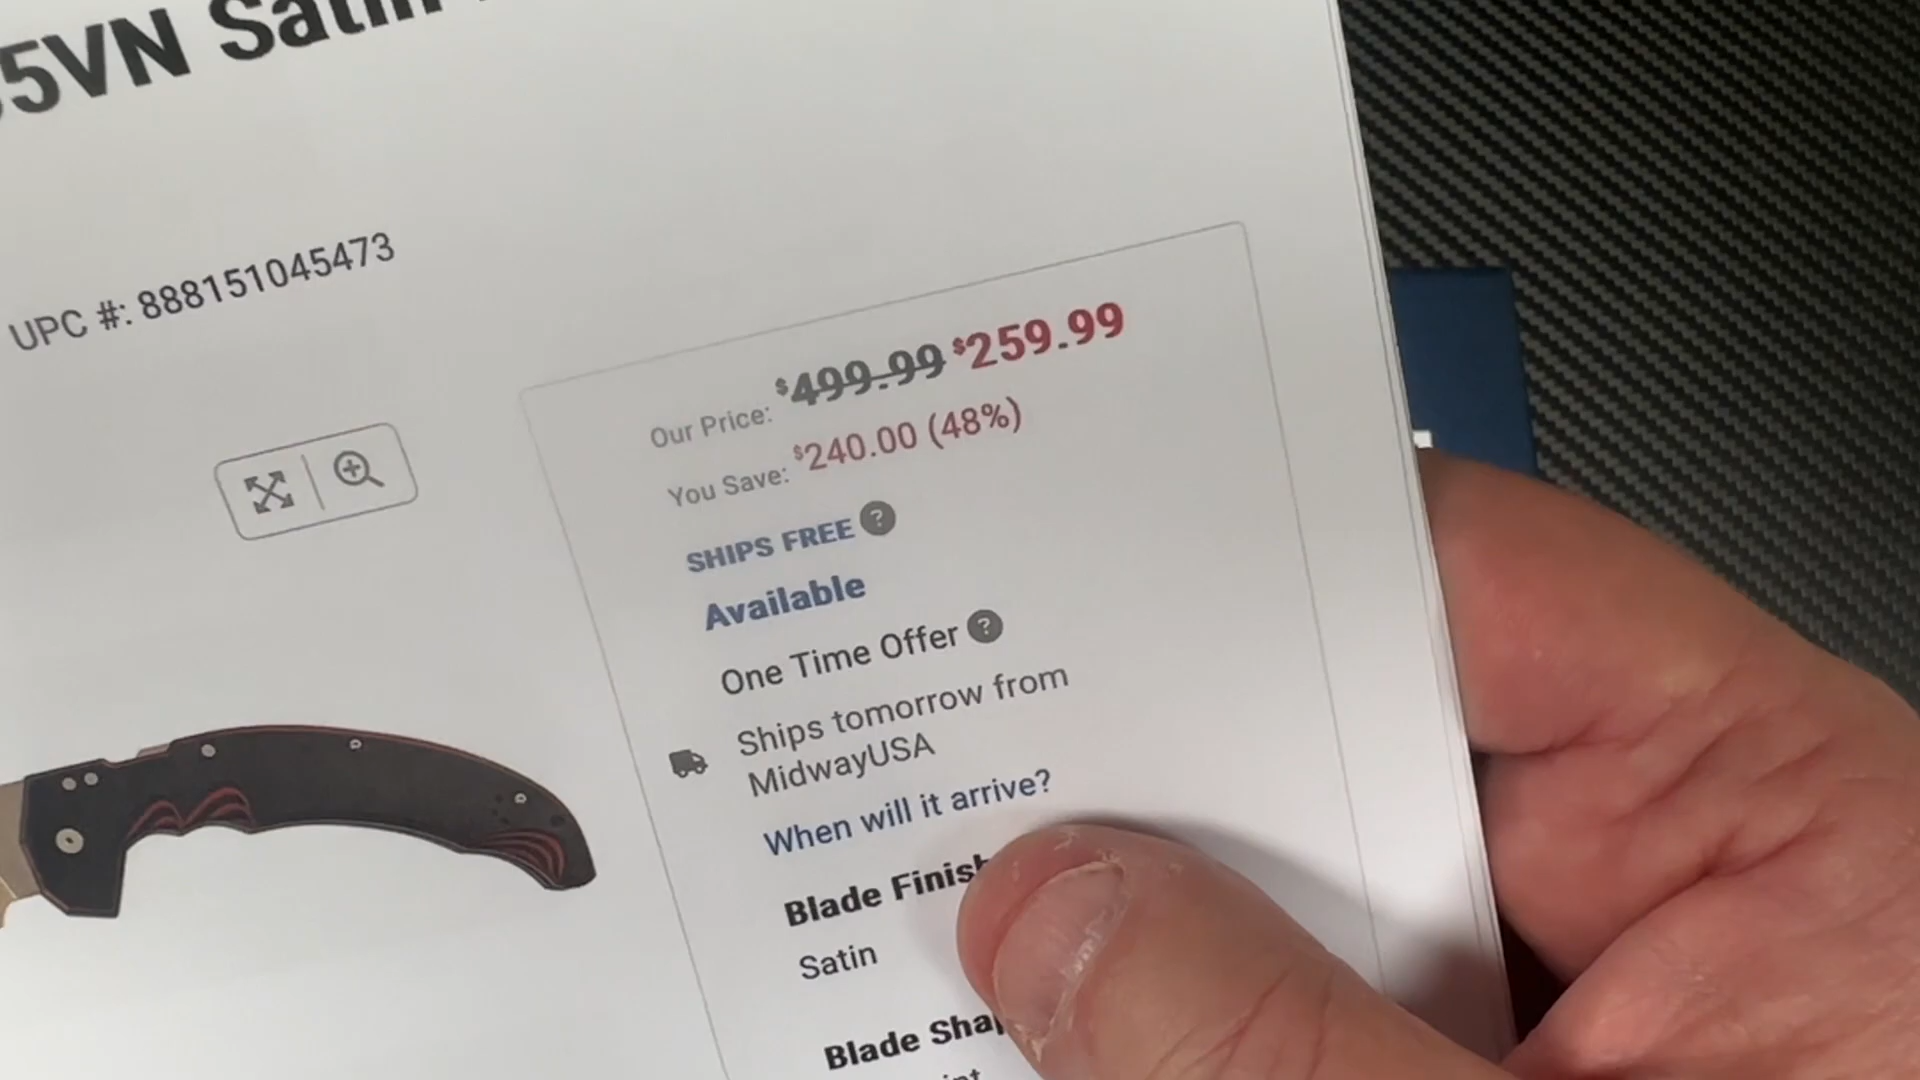 5VN Satin
UPC #: 888151045473
Our Price: $499.99 $259.99
You Save: $240.00 (48%)
SHIPS FREE ?
Available
One Time Offer ?
Ships tomorrow from
MidwayUSA
When will it arrive?
Blade Finish
Satin
Blade Sha
int